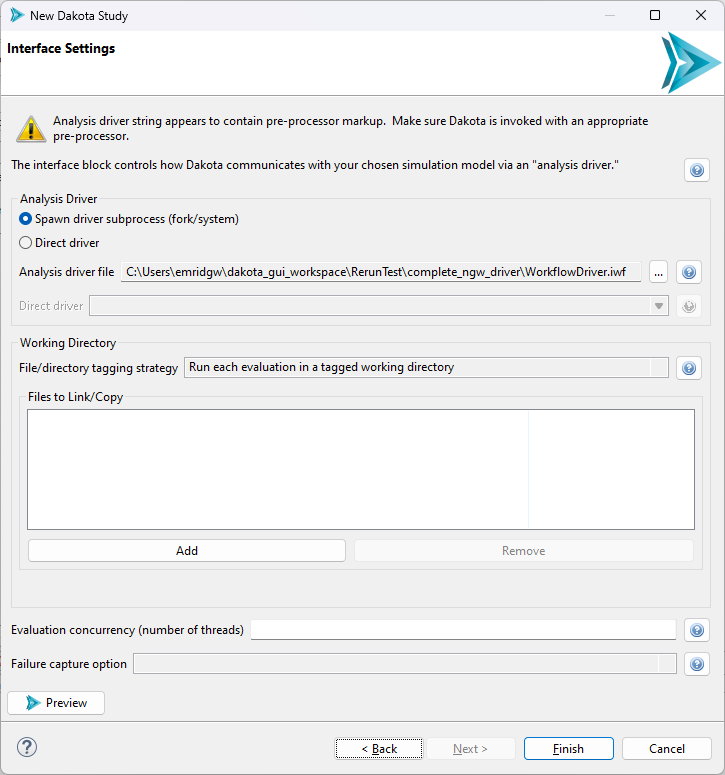 New Dakota Study
Interface Settings
Analysis driver string appears to contain pre-processor markup.  Make sure Dakota is invoked with an appropriate
pre-processor.
The interface block controls how Dakota communicates with your chosen simulation model via an "analysis driver."
Analysis Driver
Spawn driver subprocess (fork/system)
Direct driver
Analysis driver file C:\Users\emridgw\dakota_gui_workspace\RerunTest\complete_ngw_driver\WorkflowDriver.iwf ...
Direct driver
Working Directory
File/directory tagging strategy Run each evaluation in a tagged working directory
Files to Link/Copy
Add Remove
Evaluation concurrency (number of threads)
Failure capture option
Preview
? < Back Next > Finish Cancel